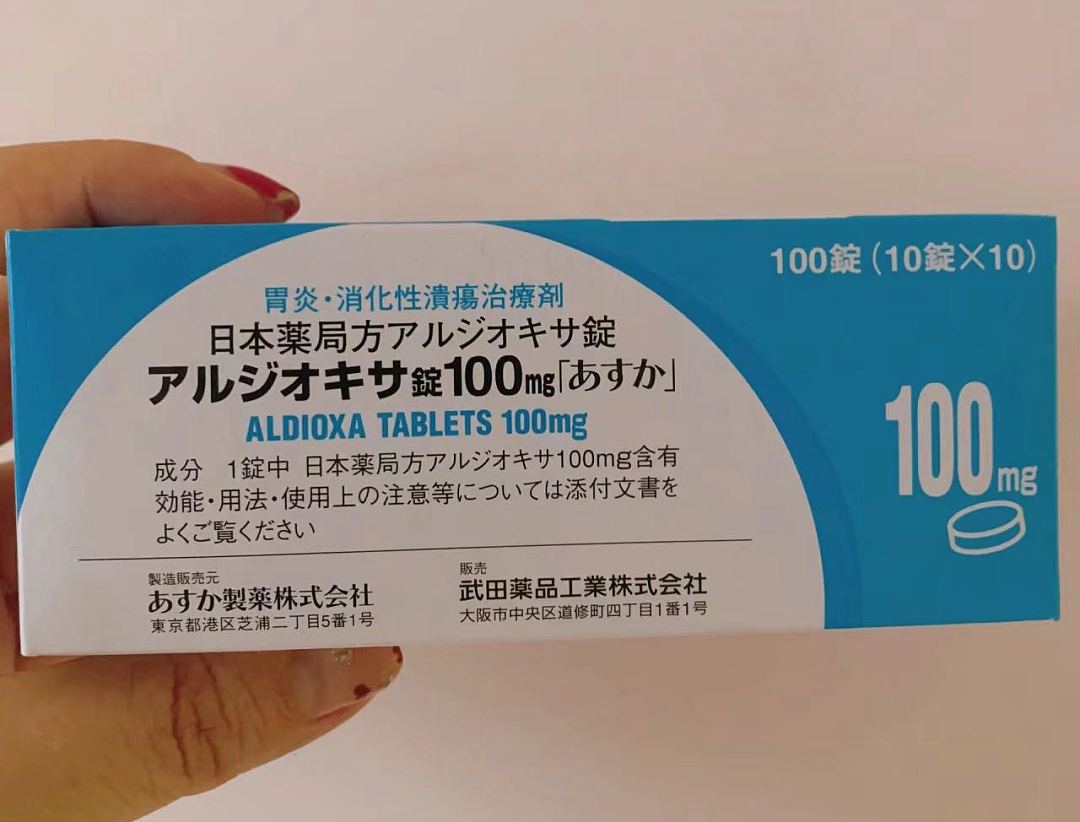 100錠(10錠×10)
胃炎・消化性潰瘍治療剤
日本薬局方アルジオキサ錠
アルジオキサ錠100mg「あすか」
ALDIOXA TABLETS 100mg
成分 1錠中 日本薬局方アルジオキサ100mg含有
効能・用法・使用上の注意等については添付文書を
よくご覧ください
100mg
製造販売元
あすか製薬株式会社
東京都港区芝浦二丁目5番1号
販売
武田薬品工業株式会社
大阪市中央区道修町四丁目1番1号